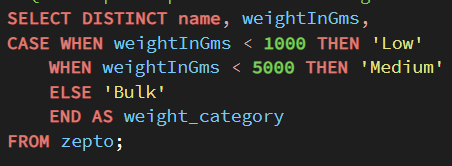 SELECT DISTINCT name, weightInGms,
CASE WHEN weightInGms < 1000 THEN 'Low'
    WHEN weightInGms < 5000 THEN 'Medium'
    ELSE 'Bulk'
    END AS weight_category
FROM zepto;